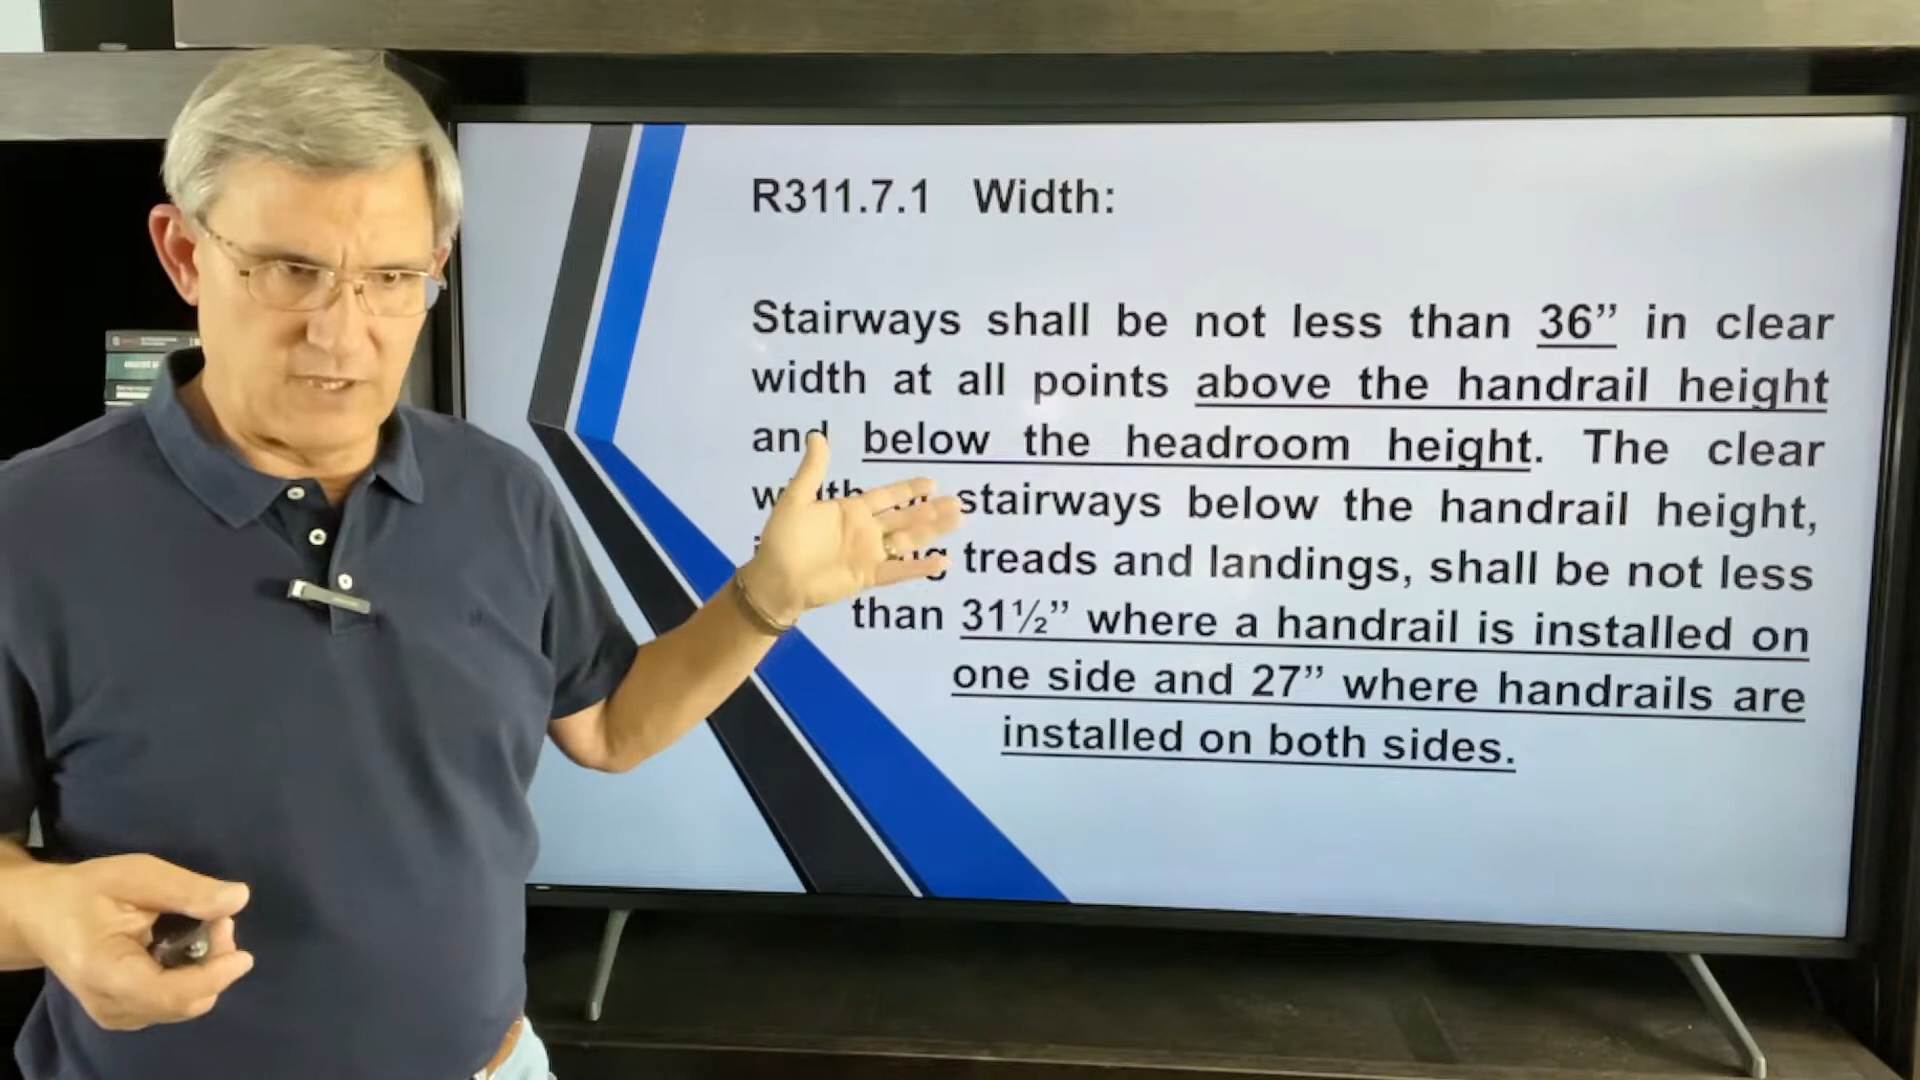 R311.7.1 Width:
Stairways shall be not less than 36” in clear
width at all points above the handrail height
and below the headroom height. The clear
stairways below the handrail height,
treads and landings, shall be not less
than 31½” where a handrail is installed on
one side and 27” where handrails are
installed on both sides.